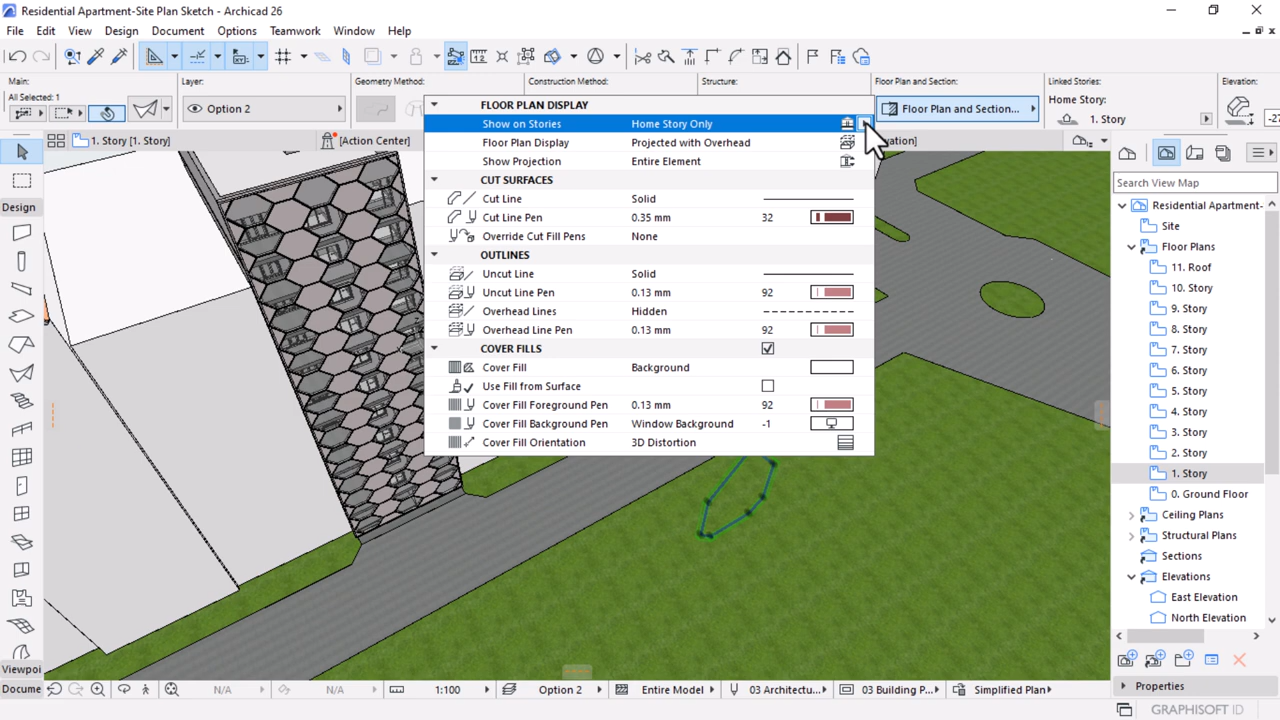 Residential Apartment-Site Plan Sketch - Archicad 26
File Edit View Design Document Options Teamwork Window Help
Main:
All Selected: 1
Layer:
Option 2
Geometry Method:
Construction Method:
Structure:
Floor Plan and Section:
Floor Plan and Section...
Linked Stories:
Home Story:
1. Story
Elevation:
1. Story [1. Story]
[Action Center]
FLOOR PLAN DISPLAY
Show on Stories Home Story Only
Floor Plan Display Projected with Overhead
Show Projection Entire Element
CUT SURFACES
Cut Line Solid
Cut Line Pen 0.35 mm 32
Override Cut Fill Pens None
OUTLINES
Uncut Line Solid
Uncut Line Pen 0.13 mm 92
Overhead Lines Hidden
Overhead Line Pen 0.13 mm 92
COVER FILLS
Cover Fill Background
Use Fill from Surface
Cover Fill Foreground Pen 0.13 mm 92
Cover Fill Background Pen Window Background -1
Cover Fill Orientation 3D Distortion
Design
Viewpoi
Docume
Search View Map
Residential Apartment-
Site
Floor Plans
11. Roof
10. Story
9. Story
8. Story
7. Story
6. Story
5. Story
4. Story
3. Story
2. Story
1. Story
0. Ground Floor
Ceiling Plans
Structural Plans
Sections
Elevations
East Elevation
North Elevation
Properties
N/A N/A 1:100 Option 2 Entire Model 03 Architectu... 03 Building P... Simplified Plan
GRAPHISOFT ID